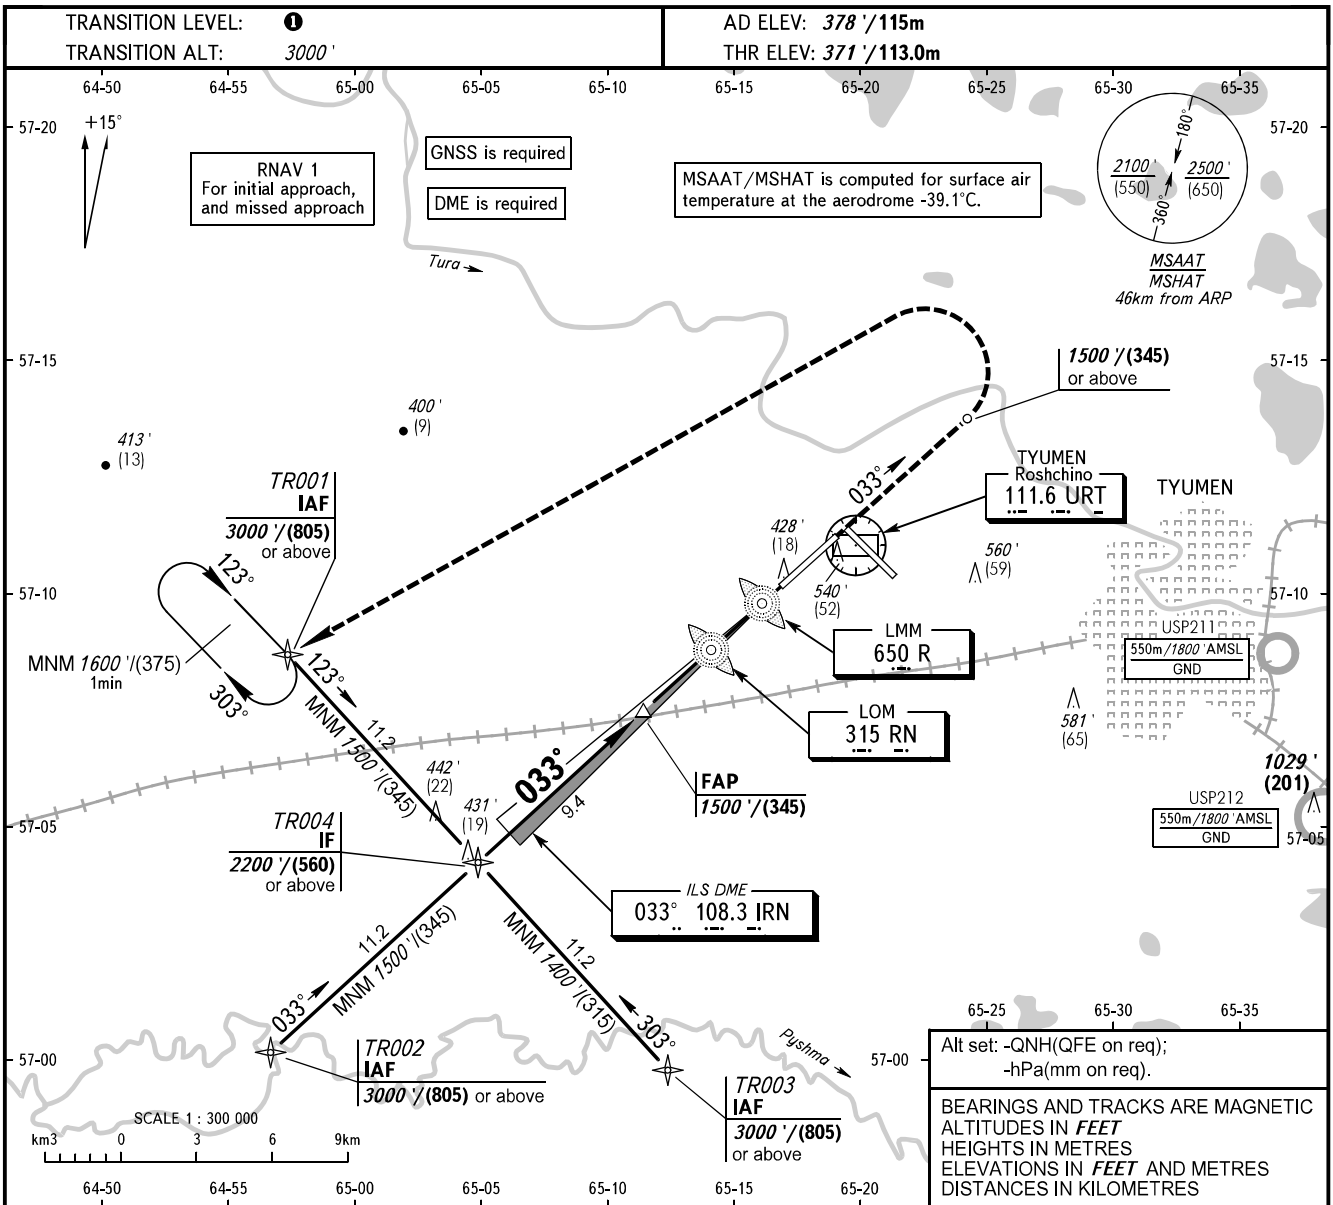 TRANSITION LEVEL: ❶
TRANSITION ALT: 3000 '
AD ELEV: 378 '/115m
THR ELEV: 371 '/113.0m
64-50 64-55 65-00 65-05 65-10 65-15 65-20 65-25 65-30 65-35
57-20
57-20
+15°
RNAV 1
For initial approach,
and missed approach
GNSS is required
DME is required
MSAAT/MSHAT is computed for surface air
temperature at the aerodrome -39.1°C.
180°
2100 '
(550)
2500 '
(650)
360°
MSAAT
MSHAT
46km from ARP
Tura
57-15
57-15
1500 '/(345)
or above
400 '
(9)
413 '
(13)
TR001
IAF
3000 '/(805)
or above
033°
TYUMEN
Roshchino
111.6 URT
TYUMEN
428 '
(18)
540 '
(52)
560 '
(59)
57-10
57-10
123°
MNM 1600 '/(375)
1min
303°
123°
11.2
MNM 1500 '/(345)
LMM
650 R
LOM
315 RN
USP211
550m/1800 'AMSL
GND
581 '
(65)
1029 '
(201)
442 '
(22)
431 '
(19)
033°
9.4
FAP
1500 '/(345)
57-05
57-05
TR004
IF
2200 '/(560)
or above
USP212
550m/1800 'AMSL
GND
ILS DME
033° 108.3 IRN
11.2
MNM 1500 '/(345)
033°
11.2
MNM 1400 '/(315)
303°
Pyshma
57-00
57-00
65-25 65-30 65-35
TR002
IAF
3000 '/(805) or above
TR003
IAF
3000 '/(805)
or above
SCALE 1 : 300 000
km3 0 3 6 9km
Alt set: -QNH(QFE on req);
-hPa(mm on req).
BEARINGS AND TRACKS ARE MAGNETIC
ALTITUDES IN FEET
HEIGHTS IN METRES
ELEVATIONS IN FEET AND METRES
DISTANCES IN KILOMETRES
64-50 64-55 65-00 65-05 65-10 65-15 65-20